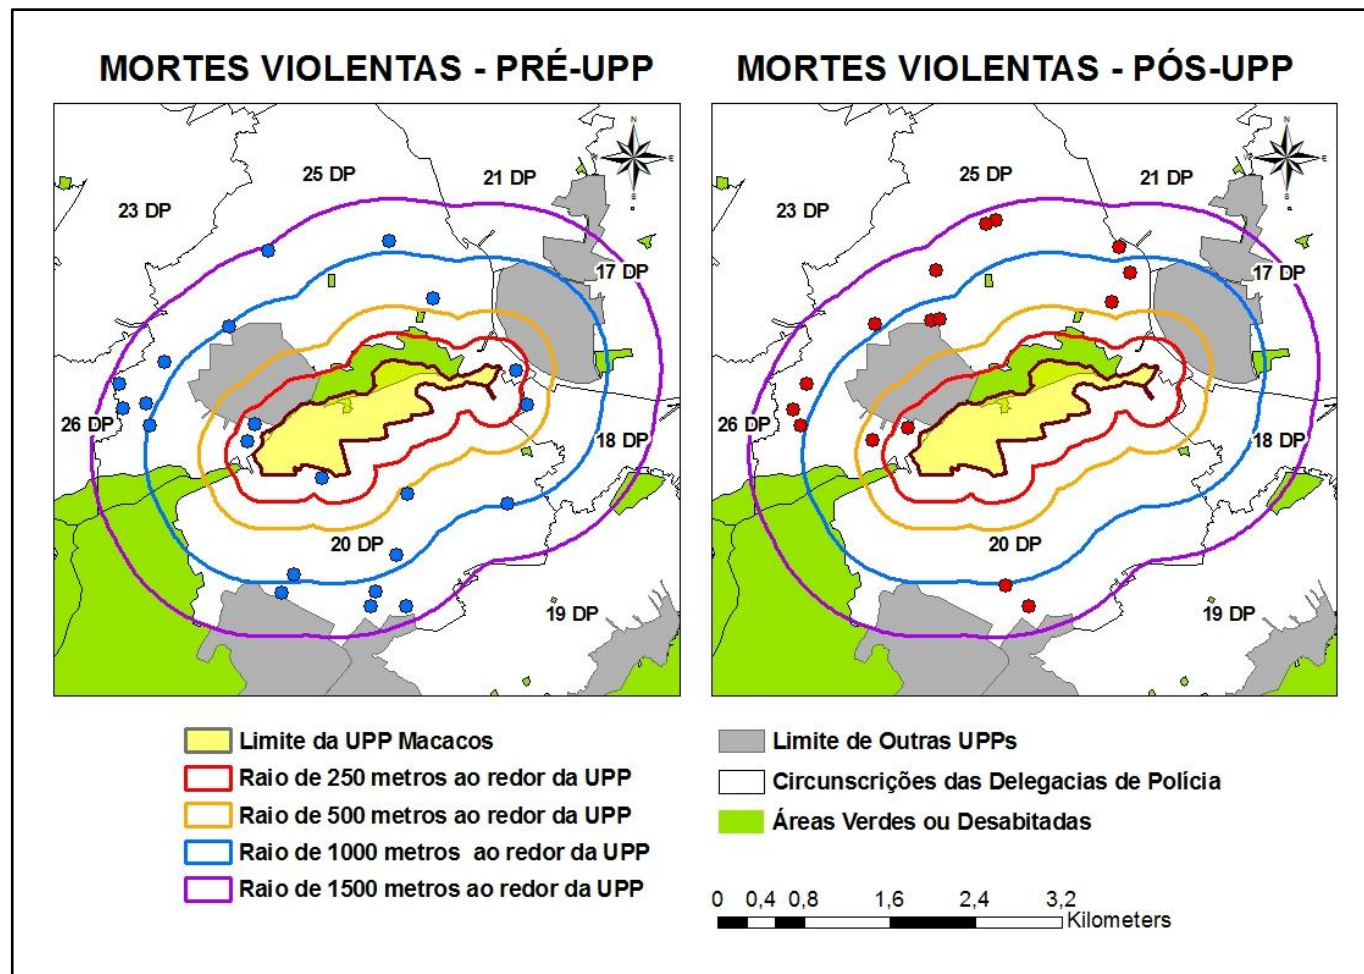 MORTES VIOLENTAS - PRÉ-UPP
MORTES VIOLENTAS - PÓS-UPP
N
E
S
25 DP
21 DP
23 DP
17 DP
26 DP
18 DP
20 DP
19 DP
N
W
E
S
25 DP
21 DP
23 DP
17 DP
26 DP
18 DP
20 DP
19 DP
Limite da UPP Macacos
Raio de 250 metros ao redor da UPP
Raio de 500 metros ao redor da UPP
Raio de 1000 metros ao redor da UPP
Raio de 1500 metros ao redor da UPP
Limite de Outras UPPs
Circunscrições das Delegacias de Polícia
Áreas Verdes ou Desabitadas
0 0,4 0,8 1,6 2,4 3,2
Kilometers